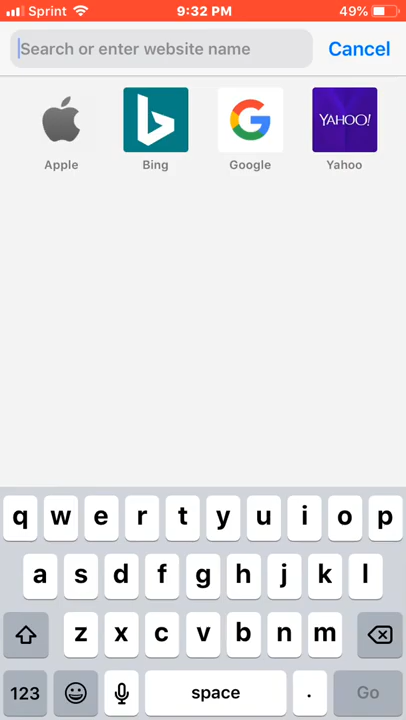 Sprint 9:32 PM 49%
Search or enter website name Cancel
YAHOO!
Apple Bing Google Yahoo
q w e r t y u i o p
a s d f g h j k l
z x c v b n m
123 space . Go